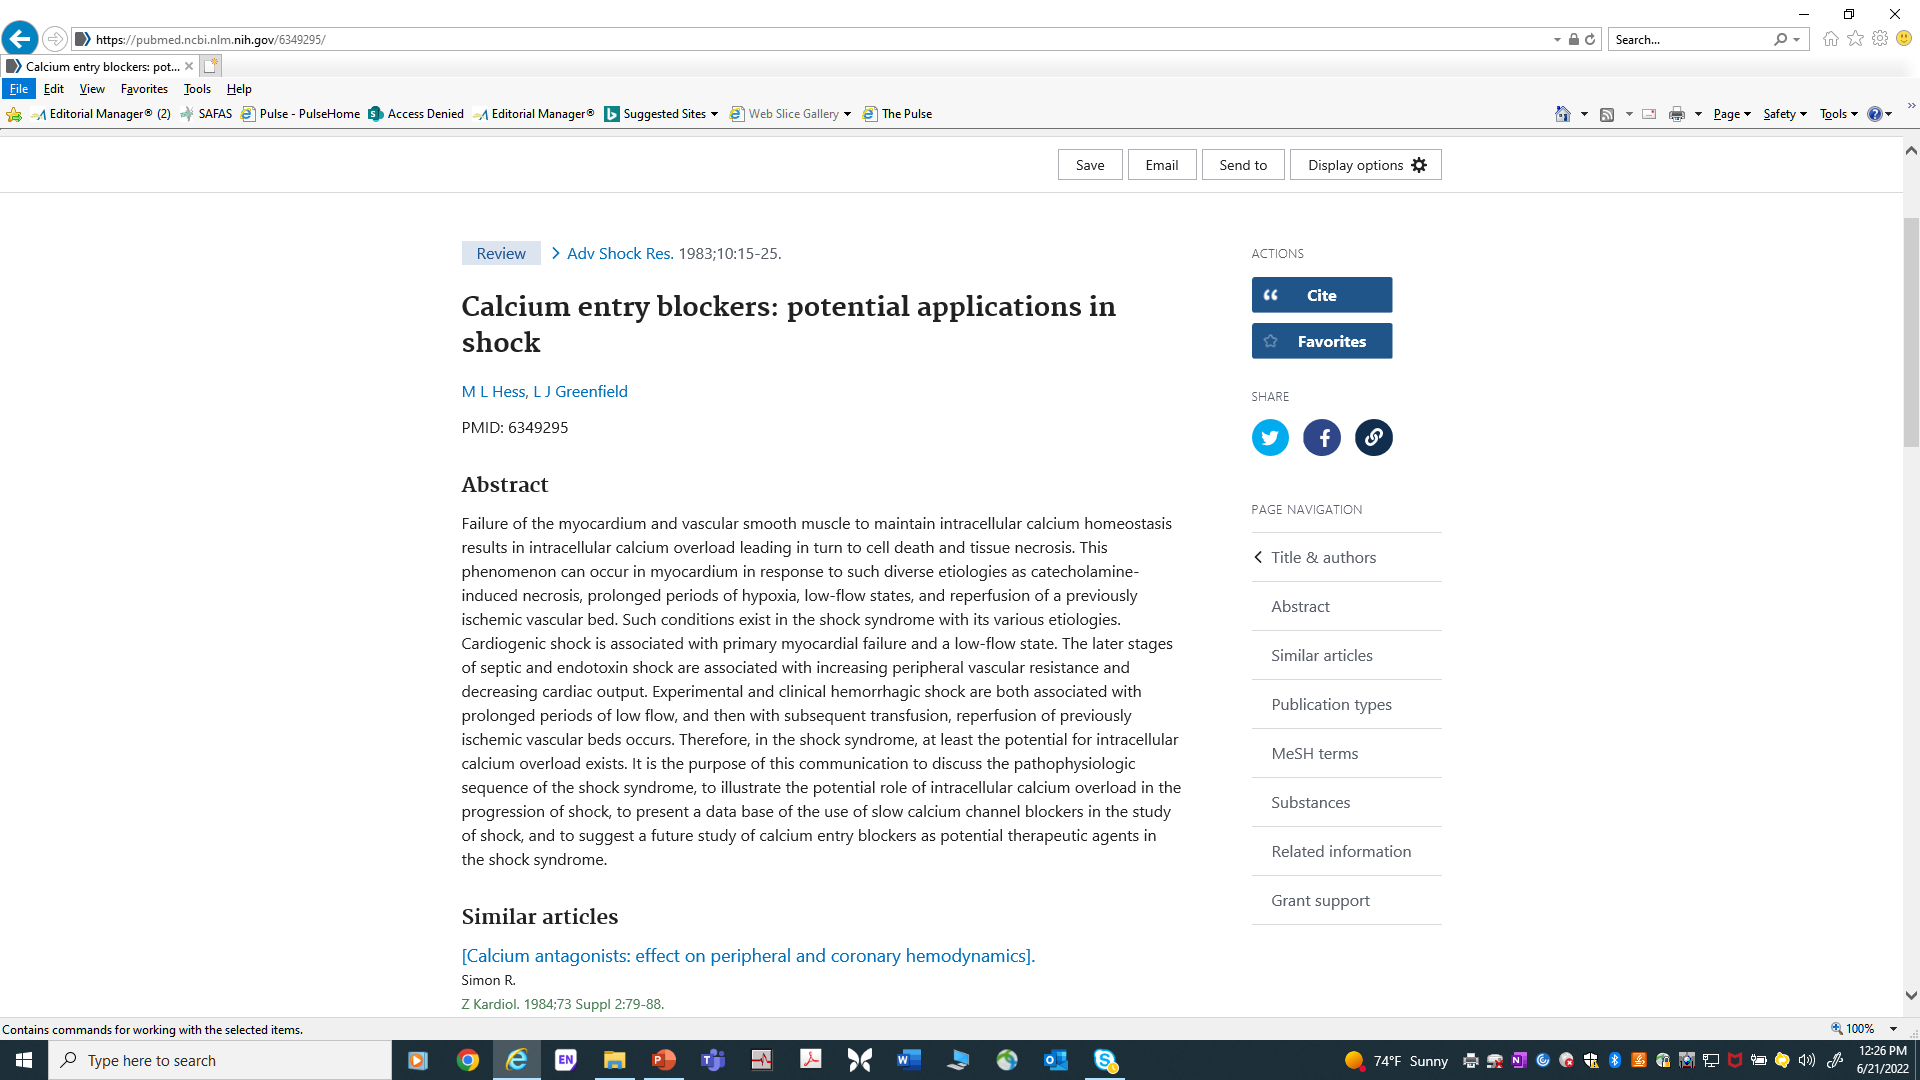 https://pubmed.ncbi.nlm.nih.gov/6349295/
Search...
Calcium entry blockers: pot...
File Edit View Favorites Tools Help
Editorial Manager® (2) SAFAS Pulse - PulseHome Access Denied Editorial Manager® Suggested Sites Web Slice Gallery The Pulse
Page Safety Tools
Save Email Send to Display options
Review Adv Shock Res. 1983;10:15-25.
Calcium entry blockers: potential applications in
shock
M L Hess, L J Greenfield
PMID: 6349295
Abstract
Failure of the myocardium and vascular smooth muscle to maintain intracellular calcium homeostasis
results in intracellular calcium overload leading in turn to cell death and tissue necrosis. This
phenomenon can occur in myocardium in response to such diverse etiologies as catecholamine-
induced necrosis, prolonged periods of hypoxia, low-flow states, and reperfusion of a previously
ischemic vascular bed. Such conditions exist in the shock syndrome with its various etiologies.
Cardiogenic shock is associated with primary myocardial failure and a low-flow state. The later stages
of septic and endotoxin shock are associated with increasing peripheral vascular resistance and
decreasing cardiac output. Experimental and clinical hemorrhagic shock are both associated with
prolonged periods of low flow, and then with subsequent transfusion, reperfusion of previously
ischemic vascular beds occurs. Therefore, in the shock syndrome, at least the potential for intracellular
calcium overload exists. It is the purpose of this communication to discuss the pathophysiologic
sequence of the shock syndrome, to illustrate the potential role of intracellular calcium overload in the
progression of shock, to present a data base of the use of slow calcium channel blockers in the study
of shock, and to suggest a future study of calcium entry blockers as potential therapeutic agents in
the shock syndrome.
Similar articles
[Calcium antagonists: effect on peripheral and coronary hemodynamics].
Simon R.
Z Kardiol. 1984;73 Suppl 2:79-88.
ACTIONS
Cite
Favorites
SHARE
PAGE NAVIGATION
Title & authors
Abstract
Similar articles
Publication types
MeSH terms
Substances
Related information
Grant support
Contains commands for working with the selected items.
100%
Type here to search
EN
74°F Sunny
12:26 PM
6/21/2022